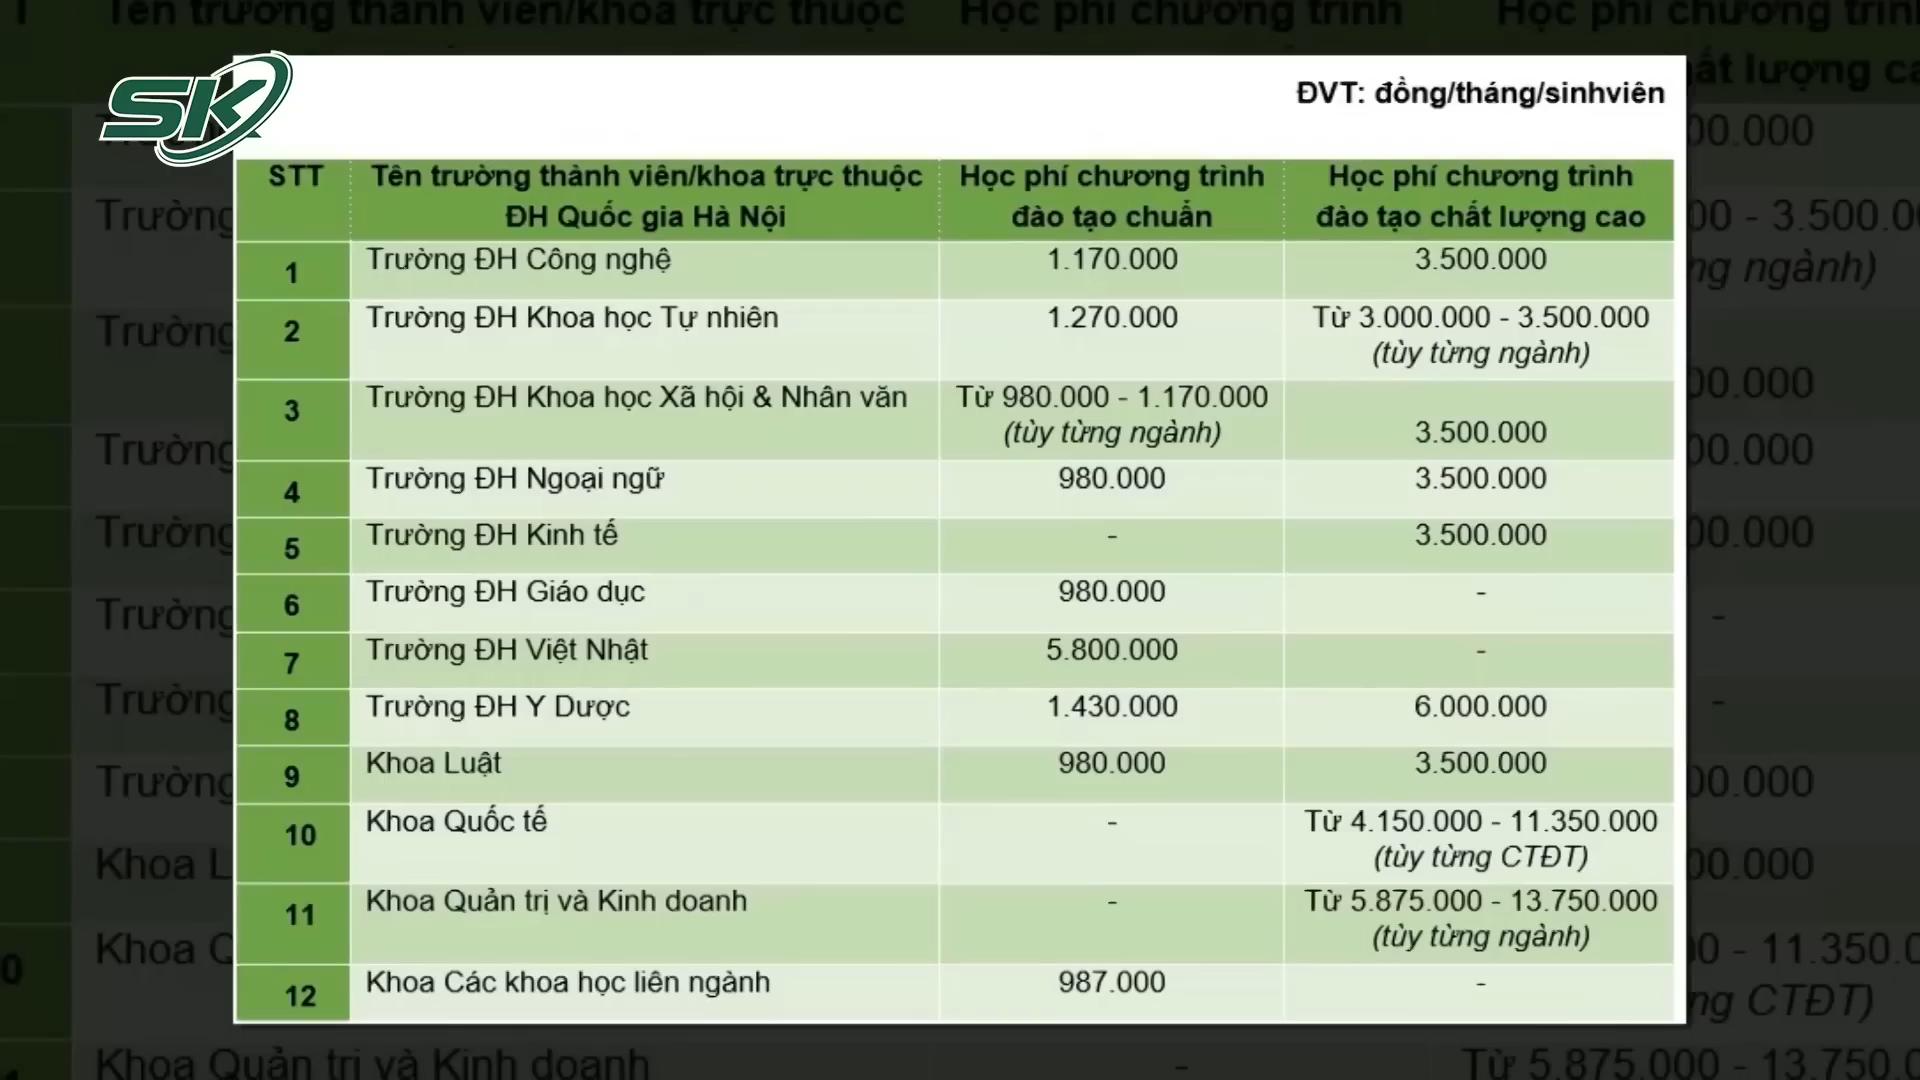 SK
ĐVT: đồng/tháng/sinhviên
STT
Tên trường thành viên/khoa trực thuộc
ĐH Quốc gia Hà Nội
Học phí chương trình
đào tạo chuẩn
Học phí chương trình
đào tạo chất lượng cao
1 Trường ĐH Công nghệ 1.170.000 3.500.000
2 Trường ĐH Khoa học Tự nhiên 1.270.000 Từ 3.000.000 - 3.500.000
(tùy từng ngành)
3 Trường ĐH Khoa học Xã hội & Nhân văn Từ 980.000 - 1.170.000
(tùy từng ngành) 3.500.000
4 Trường ĐH Ngoại ngữ 980.000 3.500.000
5 Trường ĐH Kinh tế - 3.500.000
6 Trường ĐH Giáo dục 980.000 -
7 Trường ĐH Việt Nhật 5.800.000 -
8 Trường ĐH Y Dược 1.430.000 6.000.000
9 Khoa Luật 980.000 3.500.000
10 Khoa Quốc tế - Từ 4.150.000 - 11.350.000
(tùy từng CTĐT)
11 Khoa Quản trị và Kinh doanh - Từ 5.875.000 - 13.750.000
(tùy từng ngành)
12 Khoa Các khoa học liên ngành 987.000 -